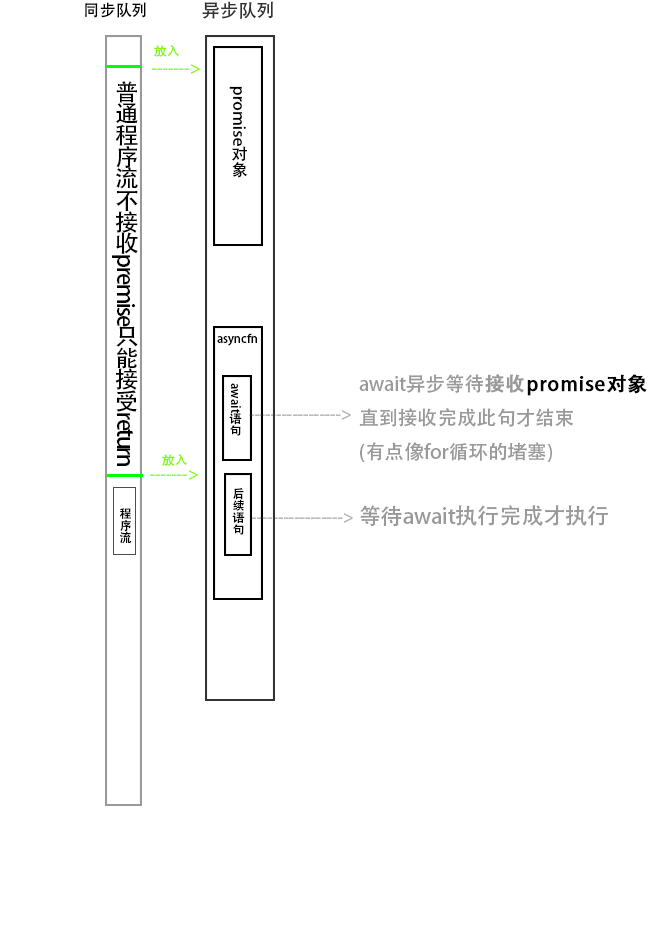 同步队列
异步队列
放入
普通程序流不接收premise只能接受return
promise对象
asyncfn
await语句
await异步等待接收promise对象
直到接收完成此句才结束
(有点像for循环的堵塞)
放入
程序流
后续语句
等待await执行完成才执行